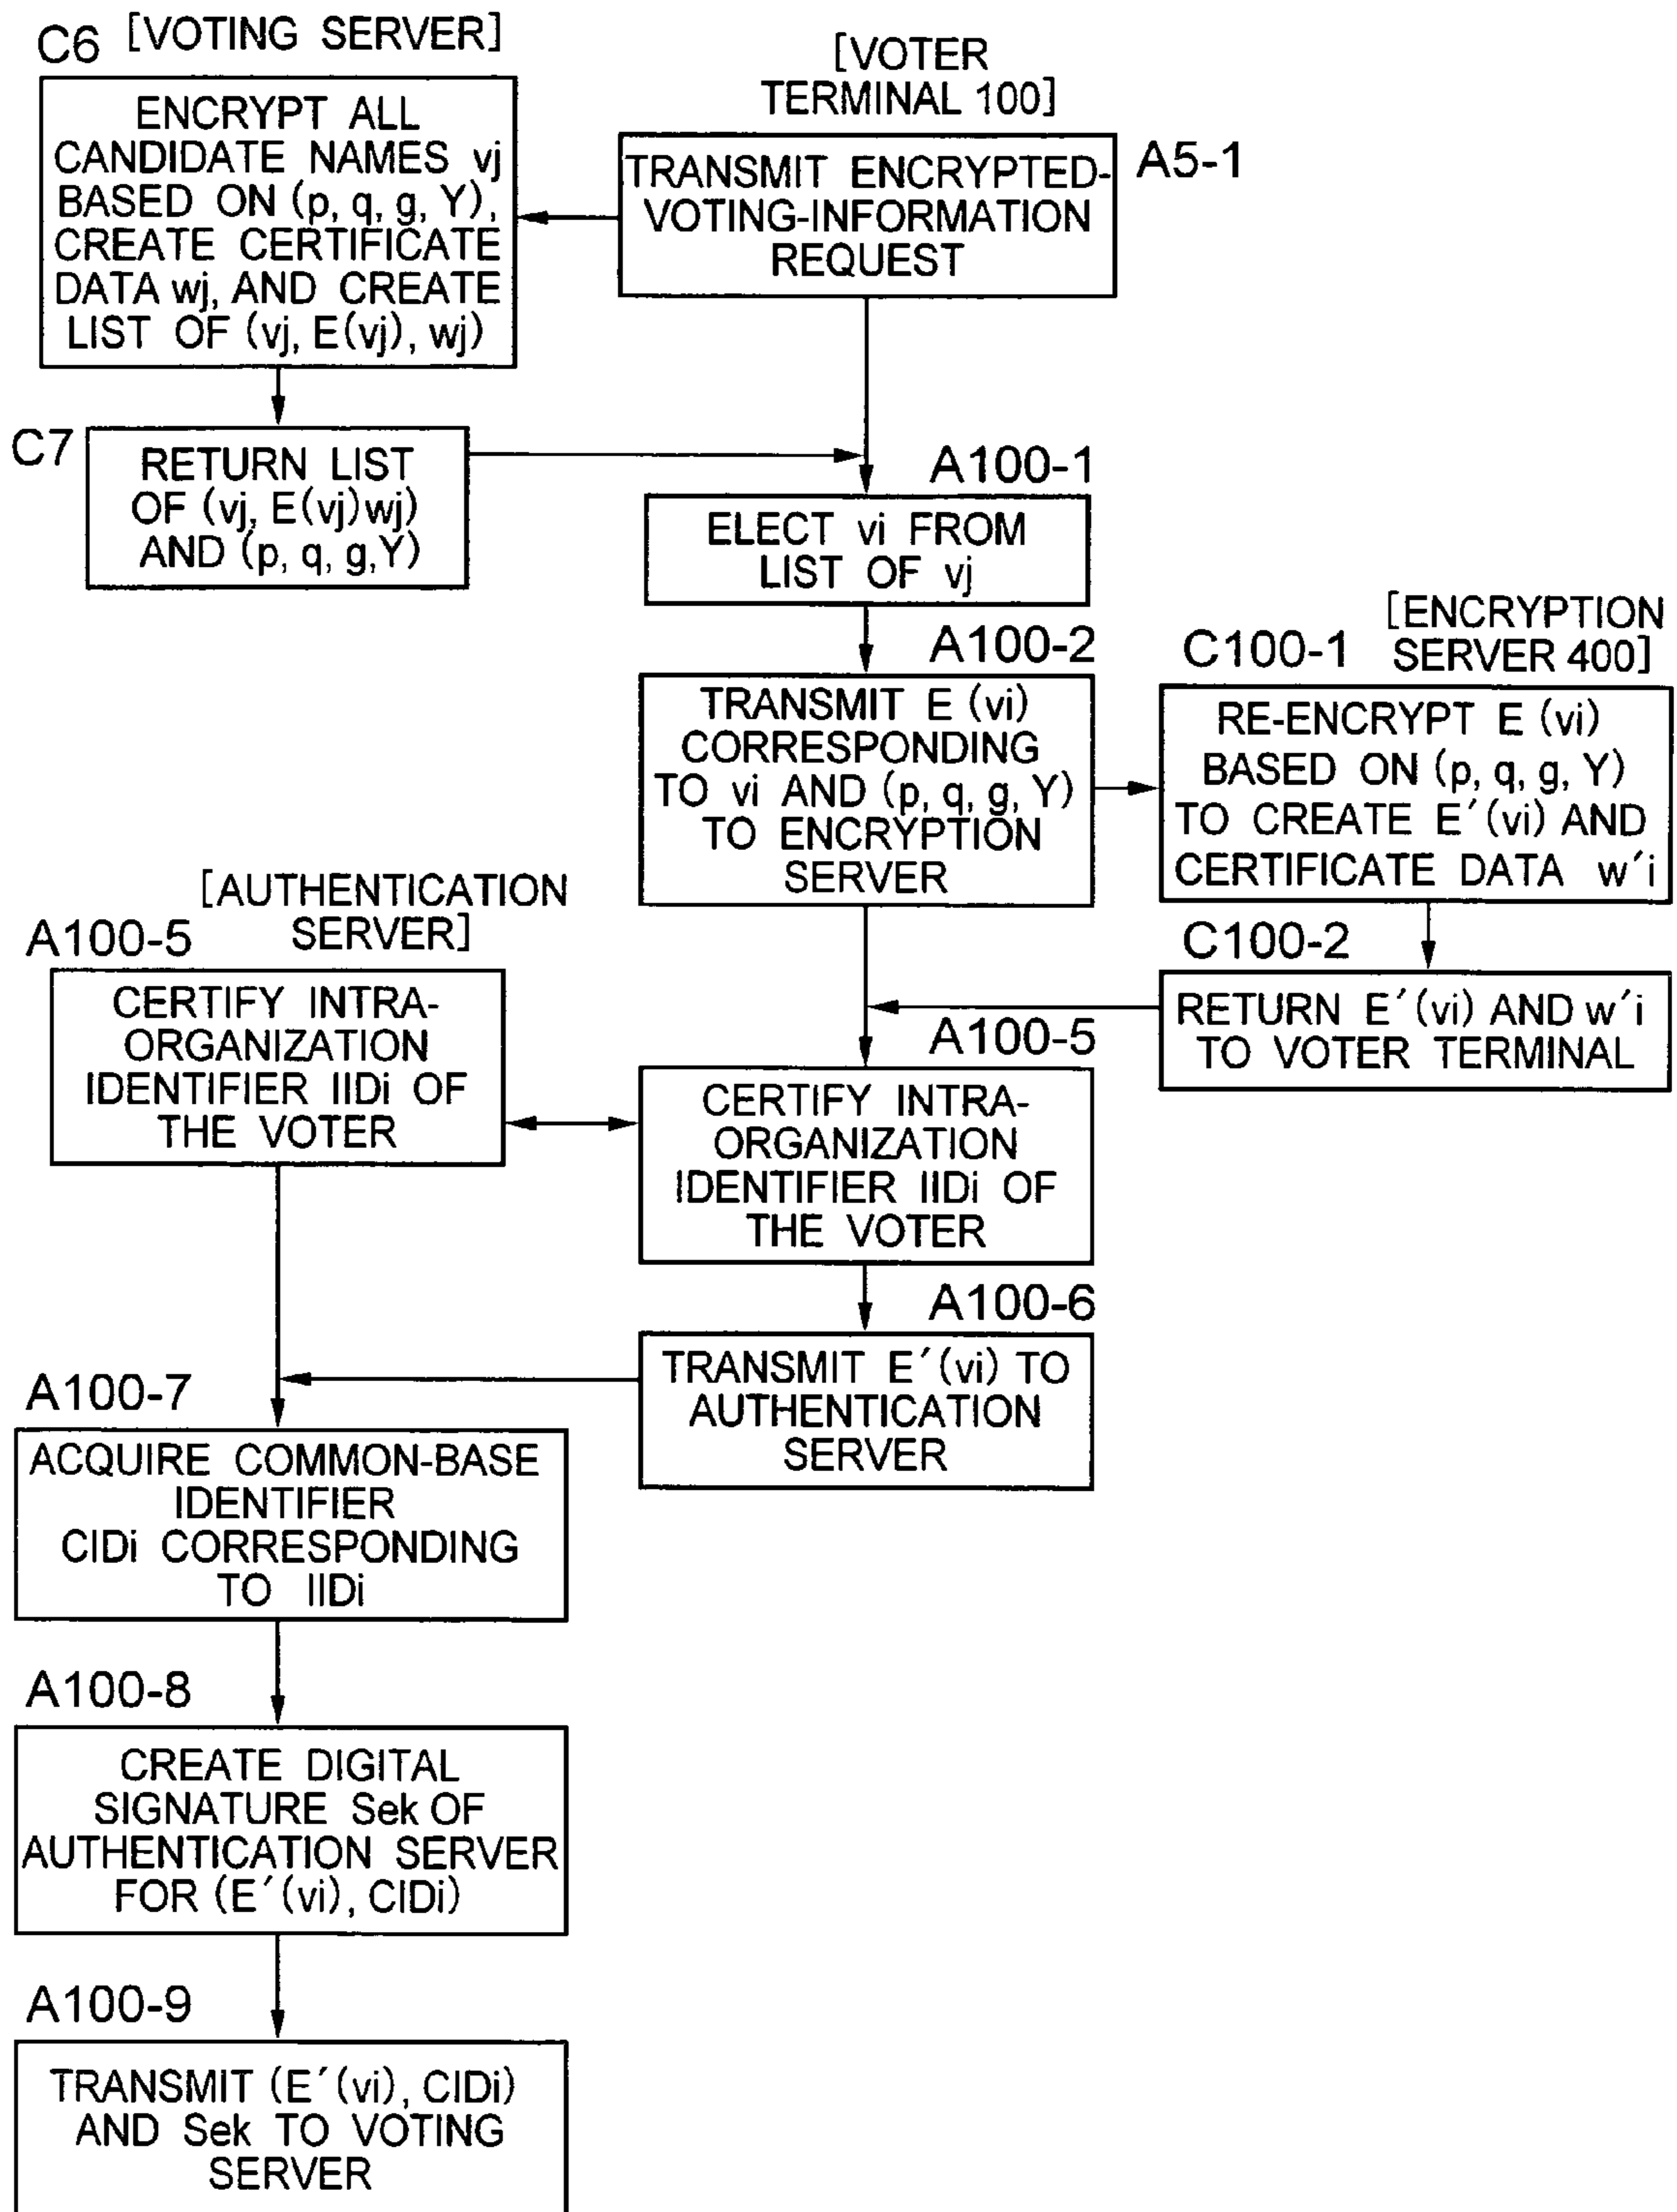 C6 [VOTING SERVER]
ENCRYPT ALL
CANDIDATE NAMES vj
BASED ON (p, q, g, Y),
CREATE CERTIFICATE
DATA wj, AND CREATE
LIST OF (vj, E(vj), wj)
[VOTER
TERMINAL 100]
A5-1
TRANSMIT ENCRYPTED-
VOTING-INFORMATION
REQUEST
C7
RETURN LIST
OF (vj, E(vj)wj)
AND (p, q, g,Y)
A100-1
ELECT vi FROM
LIST OF vj
A100-2
TRANSMIT E (vi)
CORRESPONDING
TO vi AND (p, q, g, Y)
TO ENCRYPTION
SERVER
C100-1
[ENCRYPTION
SERVER 400]
RE-ENCRYPT E (vi)
BASED ON (p, q, g, Y)
TO CREATE E′(vi) AND
CERTIFICATE DATA w′i
C100-2
RETURN E′(vi) AND w′i
TO VOTER TERMINAL
[AUTHENTICATION
SERVER]
A100-5
CERTIFY INTRA-
ORGANIZATION
IDENTIFIER IIDi OF
THE VOTER
A100-5
CERTIFY INTRA-
ORGANIZATION
IDENTIFIER IIDi OF
THE VOTER
A100-6
TRANSMIT E′(vi) TO
AUTHENTICATION
SERVER
A100-7
ACQUIRE COMMON-BASE
IDENTIFIER
CIDi CORRESPONDING
TO IIDi
A100-8
CREATE DIGITAL
SIGNATURE Sek OF
AUTHENTICATION SERVER
FOR (E′(vi), CIDi)
A100-9
TRANSMIT (E′(vi), CIDi)
AND Sek TO VOTING
SERVER